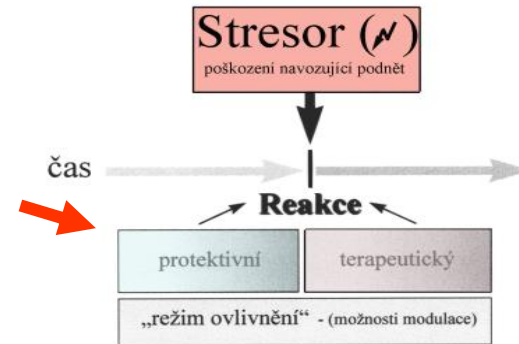 Stresor ( )
poškození navozující podnět
čas
Reakce
protektivní
terapeutický
„režim ovlivnění“ - (možnosti modulace)